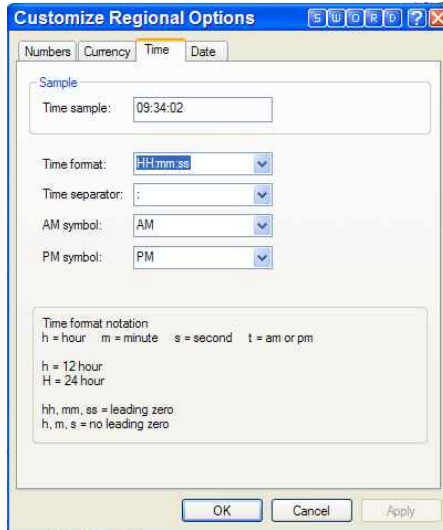 Customize Regional Options
S W O R D ?
Numbers Currency Time Date
Sample
Time sample: 09:34:02
Time format: HH:mm:ss
Time separator: :
AM symbol: AM
PM symbol: PM
Time format notation
h = hour m = minute s = second t = am or pm
h = 12 hour
H = 24 hour
hh, mm, ss = leading zero
h, m, s = no leading zero
OK Cancel Apply